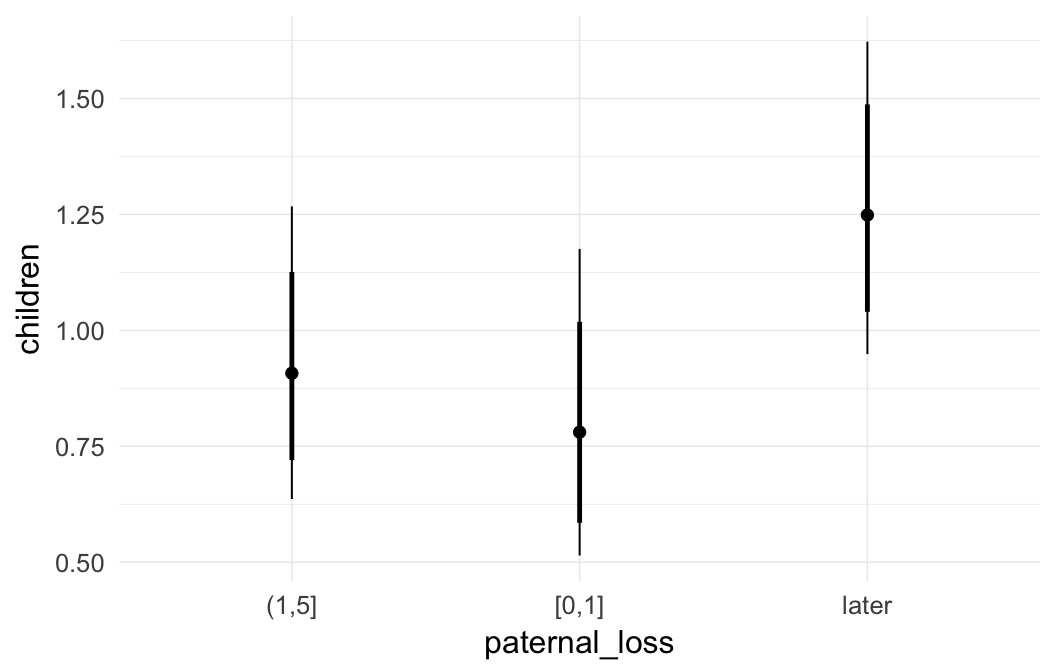 children
1.50
1.25
1.00
0.75
0.50
(1,5] [0,1] later
paternal_loss